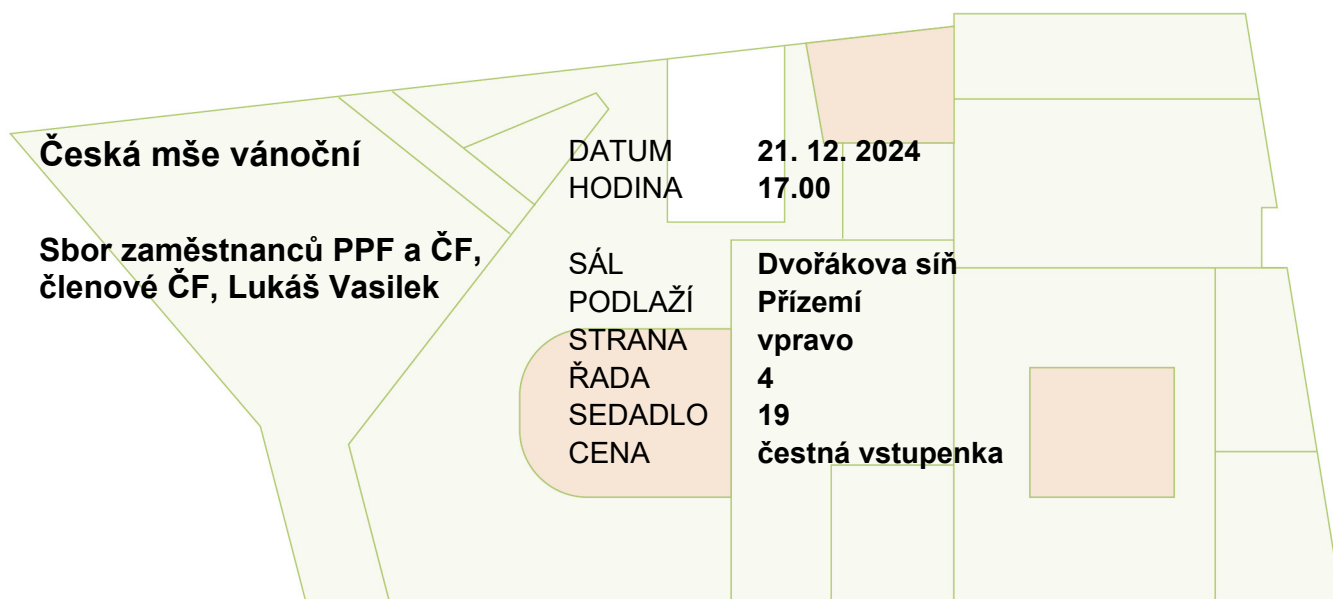 Česká mše vánoční
Sbor zaměstnanců PPF a ČF,
členové ČF, Lukáš Vasilek
DATUM 21. 12. 2024
HODINA 17.00
SÁL Dvořákova síň
PODLAŽÍ Přízemí
STRANA vpravo
ŘADA 4
SEDADLO 19
CENA čestná vstupenka